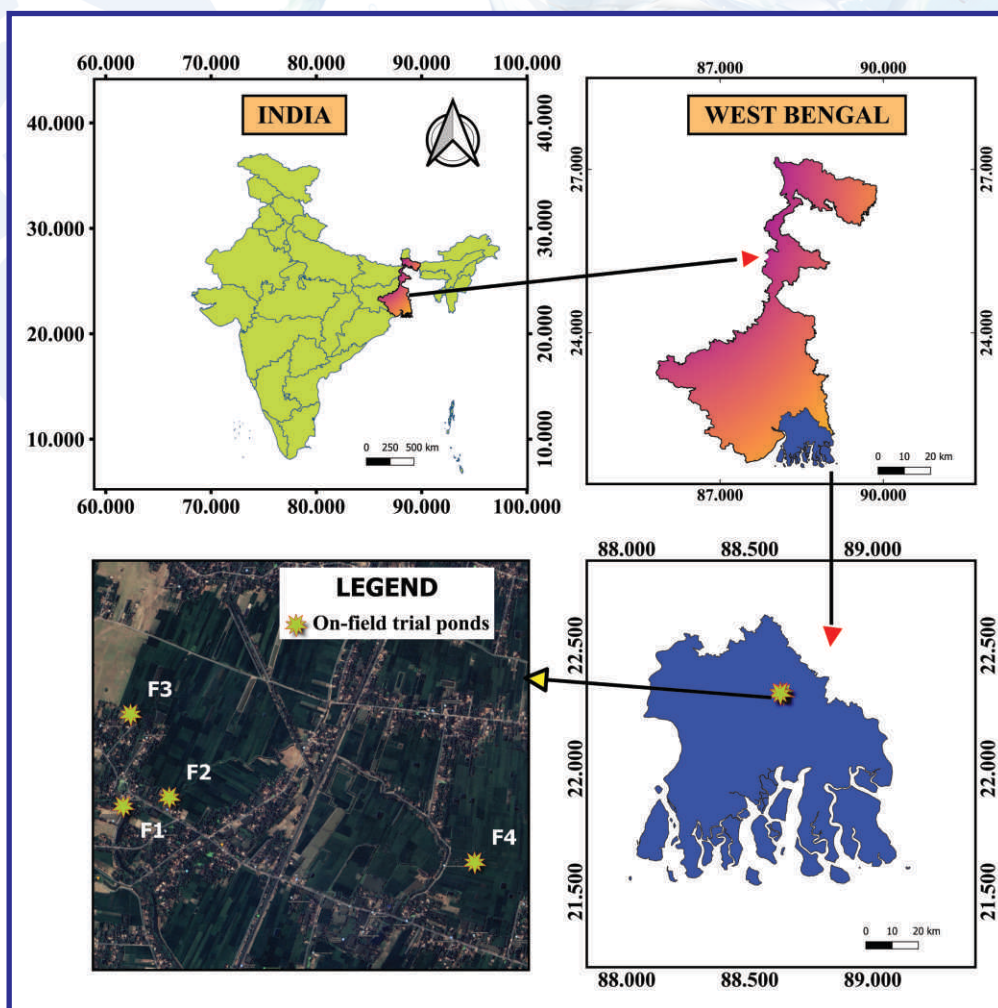 60.000 70.000 80.000 90.000 100.000
INDIA
40.000
30.000
20.000
10.000
40.000
30.000
20.000
10.000
0 250 500 km
60.000 70.000 80.000 90.000 100.000
87.000 90.000
WEST BENGAL
27.000
24.000
27.000
24.000
0 10 20 km
87.000 90.000
LEGEND
On-field trial ponds
F3
F2
F1
F4
88.000 88.500 89.000
22.500
22.000
21.500
22.500
22.000
21.500
0 10 20 km
88.000 88.500 89.000